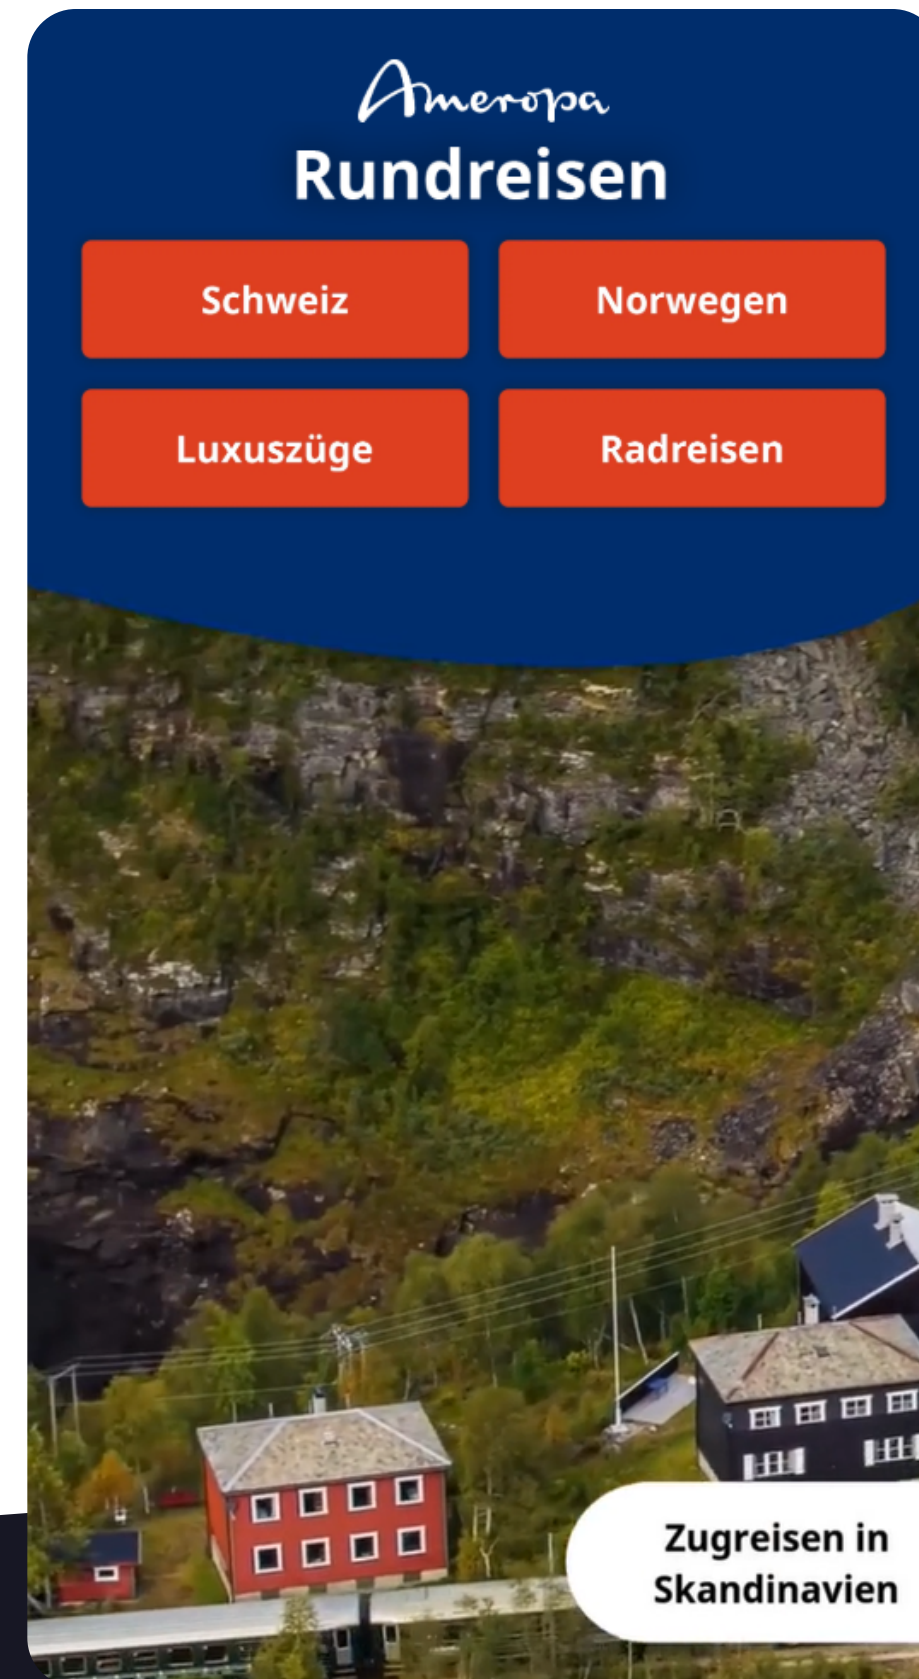 Ameropa
Rundreisen
Schweiz
Norwegen
Luxuszüge
Radreisen
Zugreisen in
Skandinavien